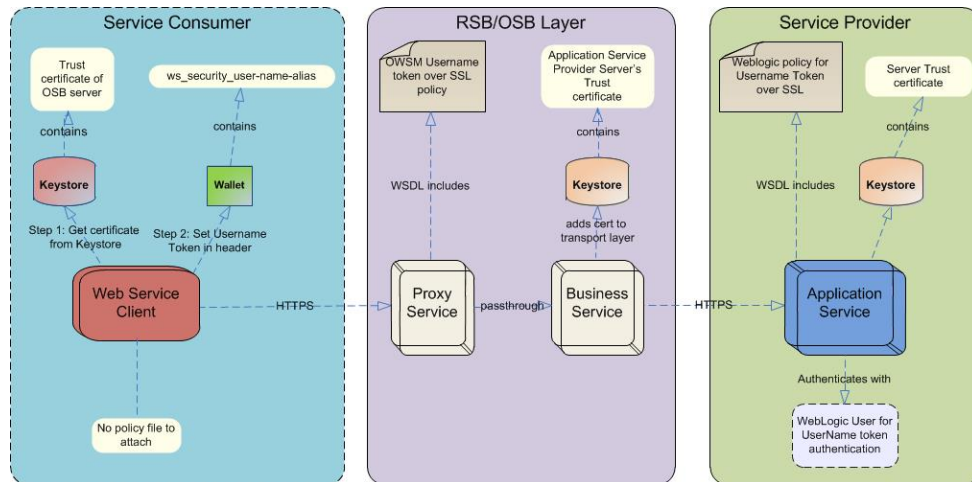 Service Consumer
Trust
certificate of
OSB server
ws_security_user-name-alias
contains
contains
Keystore
Wallet
Step 1: Get certificate
from Keystore
Step 2: Set Username
Token in header
Web Service
Client
HTTPS
No policy file to
attach
RSB/OSB Layer
OWSM Username
token over SSL
policy
Application Service
Provider Server's
Trust
certificate
contains
WSDL includes
Keystore
adds cert to
transport layer
Proxy
Service
passthrough
Business
Service
HTTPS
Service Provider
Weblogic policy for
Username Token
over SSL
Server Trust
certificate
contains
WSDL includes
Keystore
Application
Service
Authenticates with
WebLogic User for
UserName token
authentication